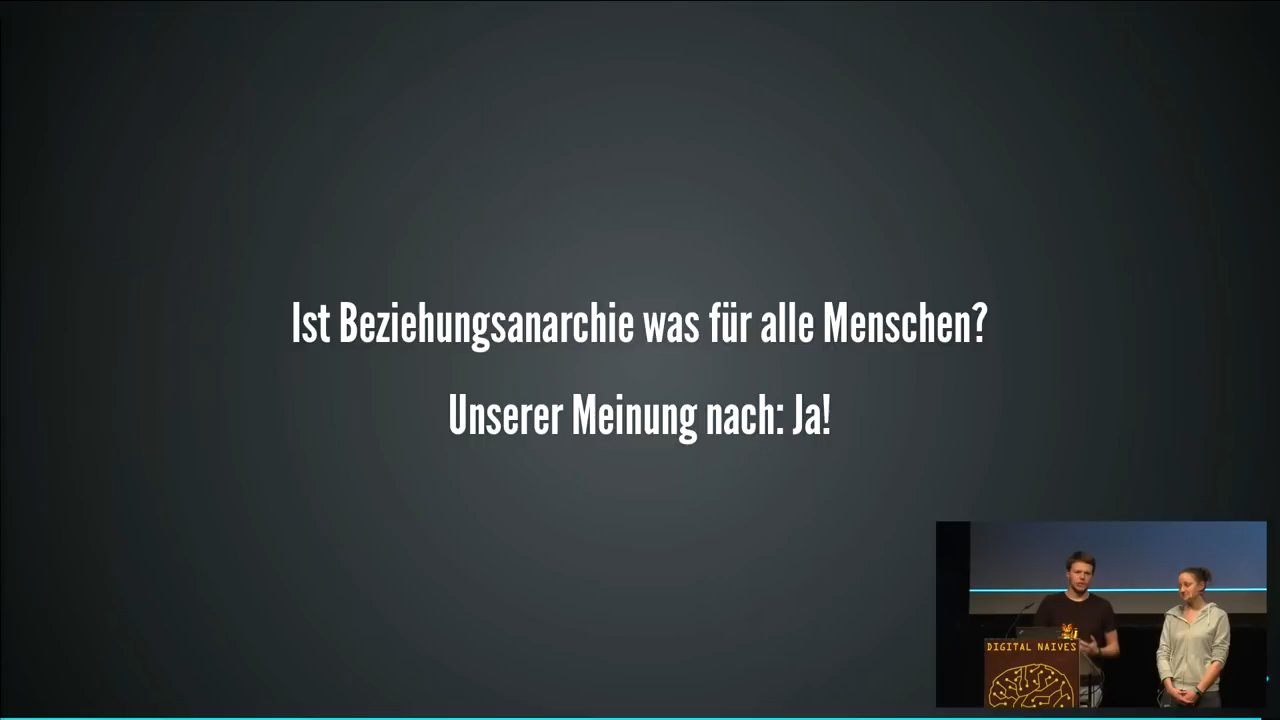 Ist Beziehungsanarchie was für alle Menschen?
Unserer Meinung nach: Ja!
DIGITAL NAIVES